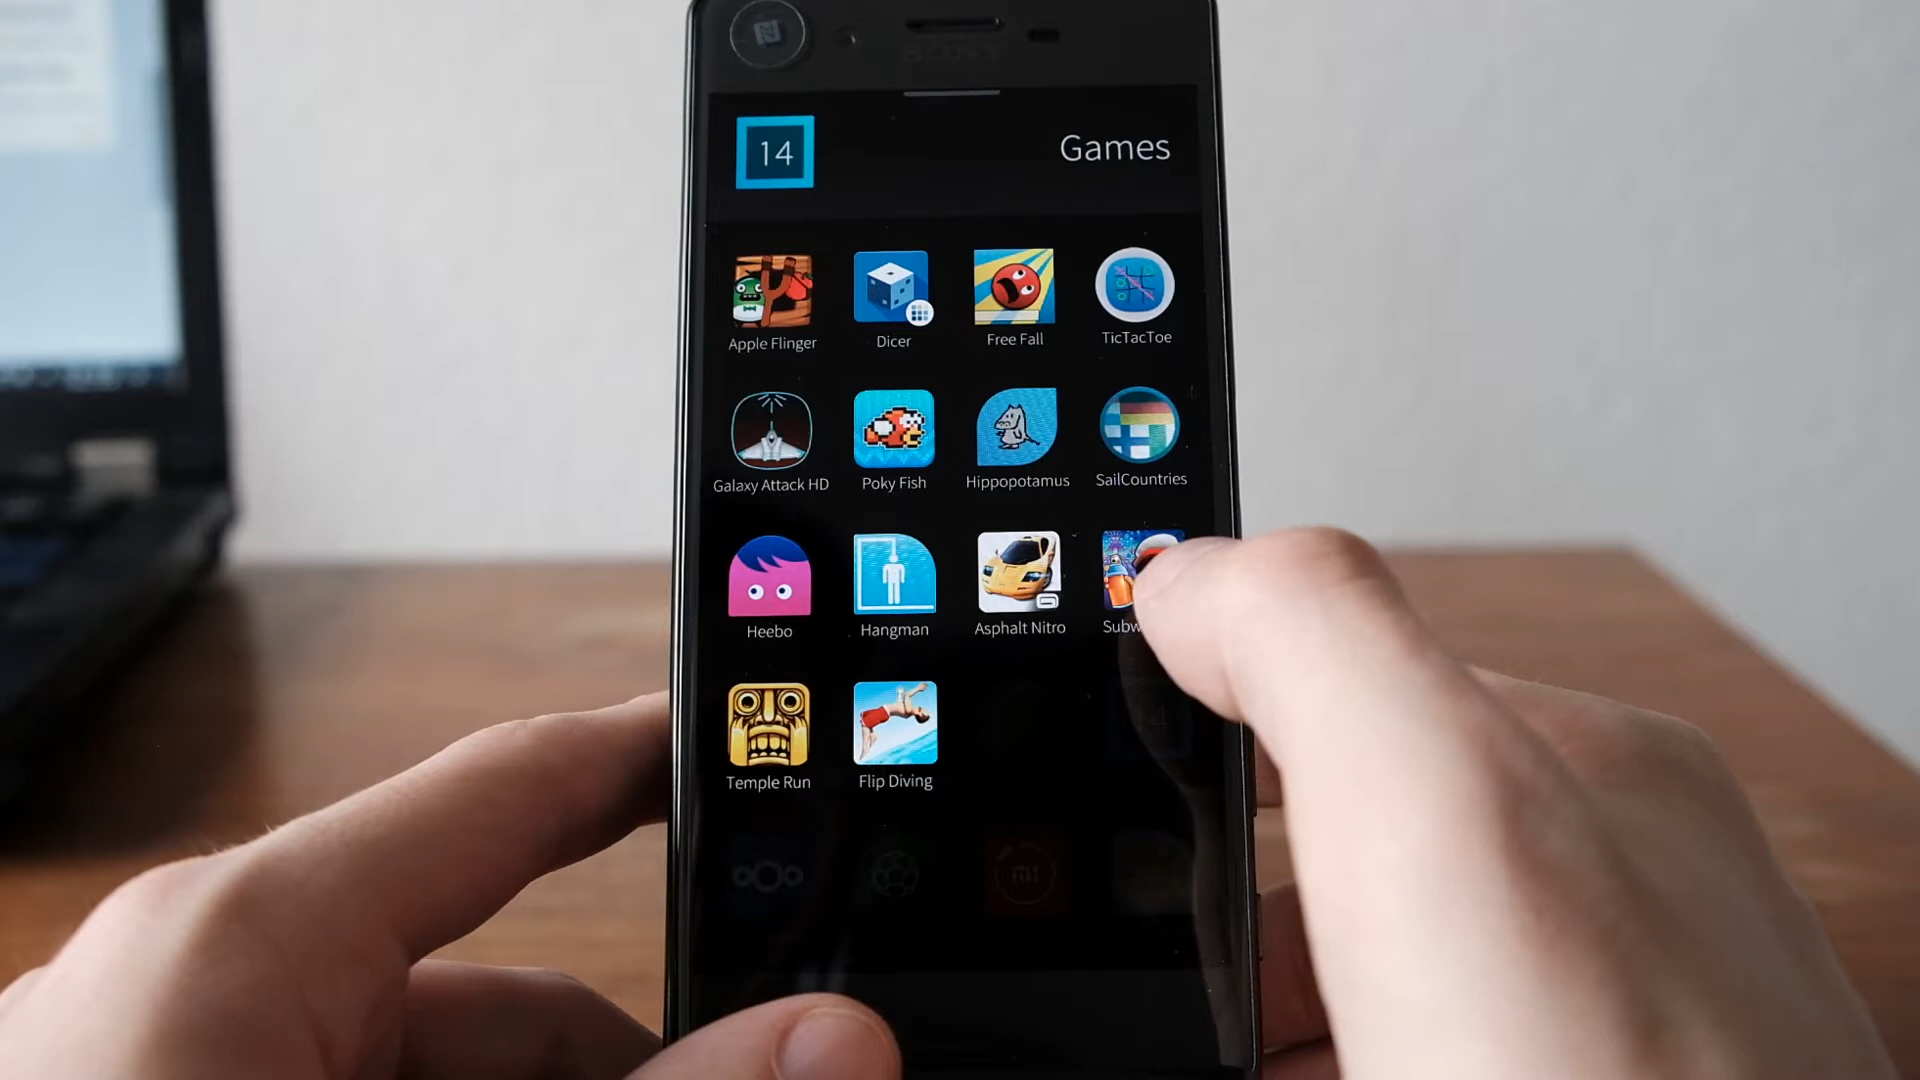 SONY
14
Games
Apple Flinger
Dicer
Free Fall
TicTacToe
Galaxy Attack HD
Poky Fish
Hippopotamus
SailCountries
Heebo
Hangman
Asphalt Nitro
Subw
Temple Run
Flip Diving